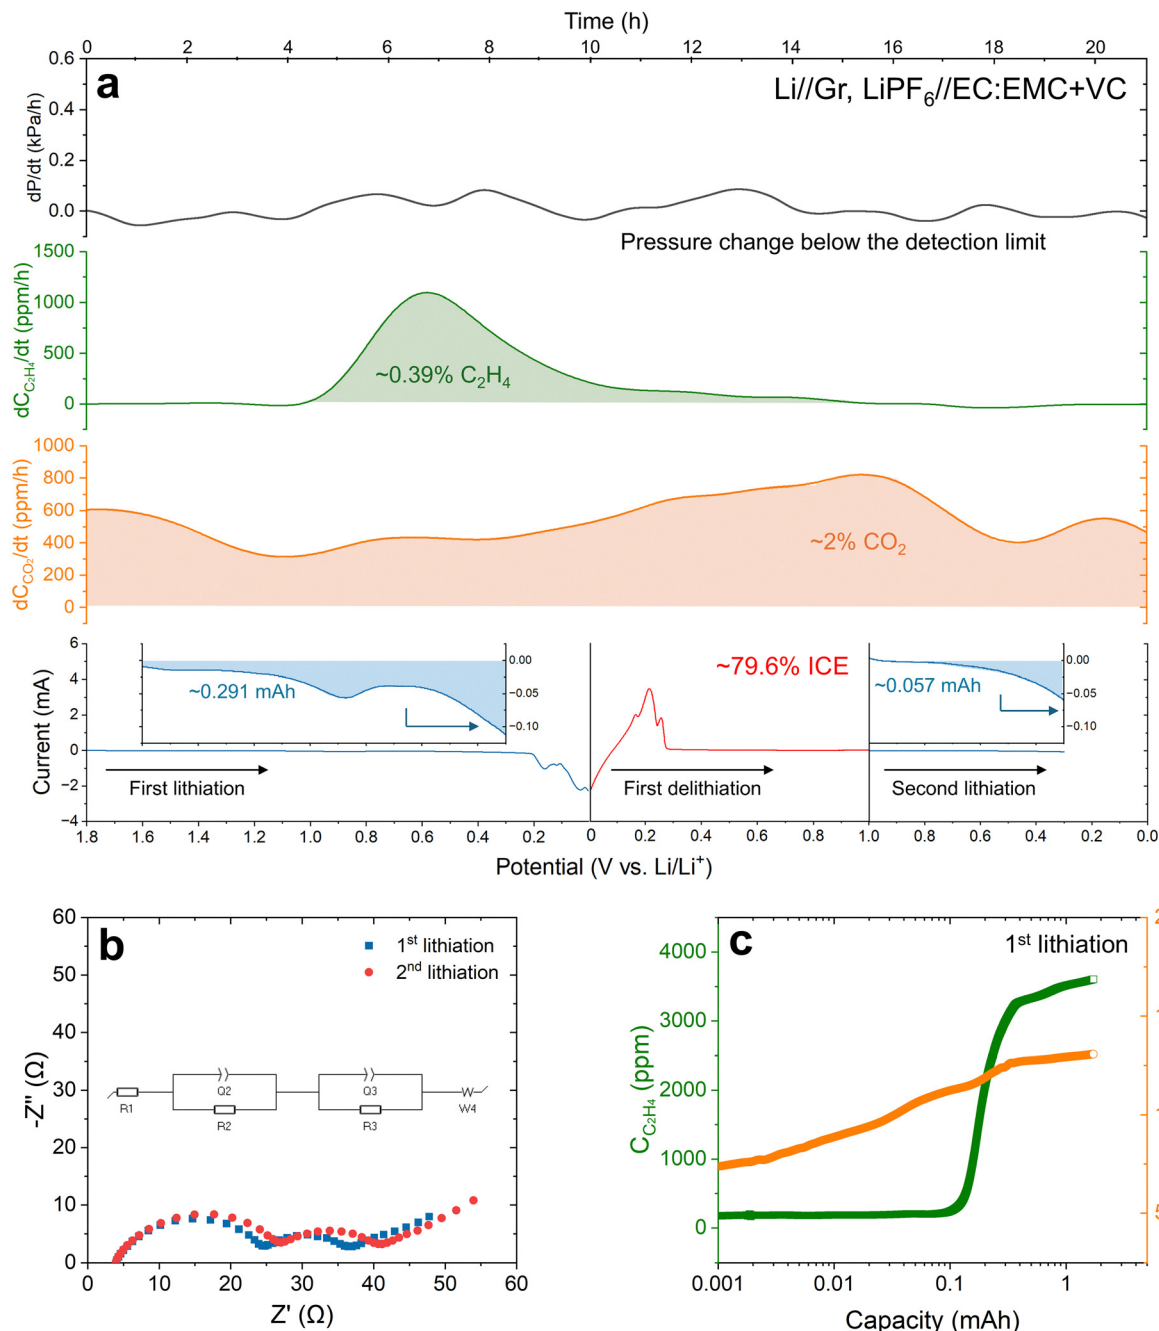 Time (h)
0 2 4 6 8 10 12 14 16 18 20
a
Li//Gr, LiPF₆//EC:EMC+VC
dP/dt (kPa/h)
0.6
0.4
0.2
0.0
Pressure change below the detection limit
dC_C₂H₄/dt (ppm/h)
1500
1000
500
0
~0.39% C₂H₄
dC_CO₂/dt (ppm/h)
1000
800
600
400
200
0
~2% CO₂
Current (mA)
6
4
2
0
−2
−4
~0.291 mAh
0.00
−0.05
−0.10
First lithiation
~79.6% ICE
First delithiation
~0.057 mAh
0.00
−0.05
−0.10
Second lithiation
1.8 1.6 1.4 1.2 1.0 0.8 0.6 0.4 0.2 0 0.2 0.4 0.6 0.8 1.0 0.8 0.6 0.4 0.2 0.0
Potential (V vs. Li/Li⁺)
b
1ˢᵗ lithiation
2ⁿᵈ lithiation
-Z'' (Ω)
60
50
40
30
20
10
0
R1
Q2
R2
Q3
R3
W4
0 10 20 30 40 50 60
Z' (Ω)
c
1ˢᵗ lithiation
C_C₂H₄ (ppm)
4000
3000
2000
1000
0
0.001 0.01 0.1 1
Capacity (mAh)